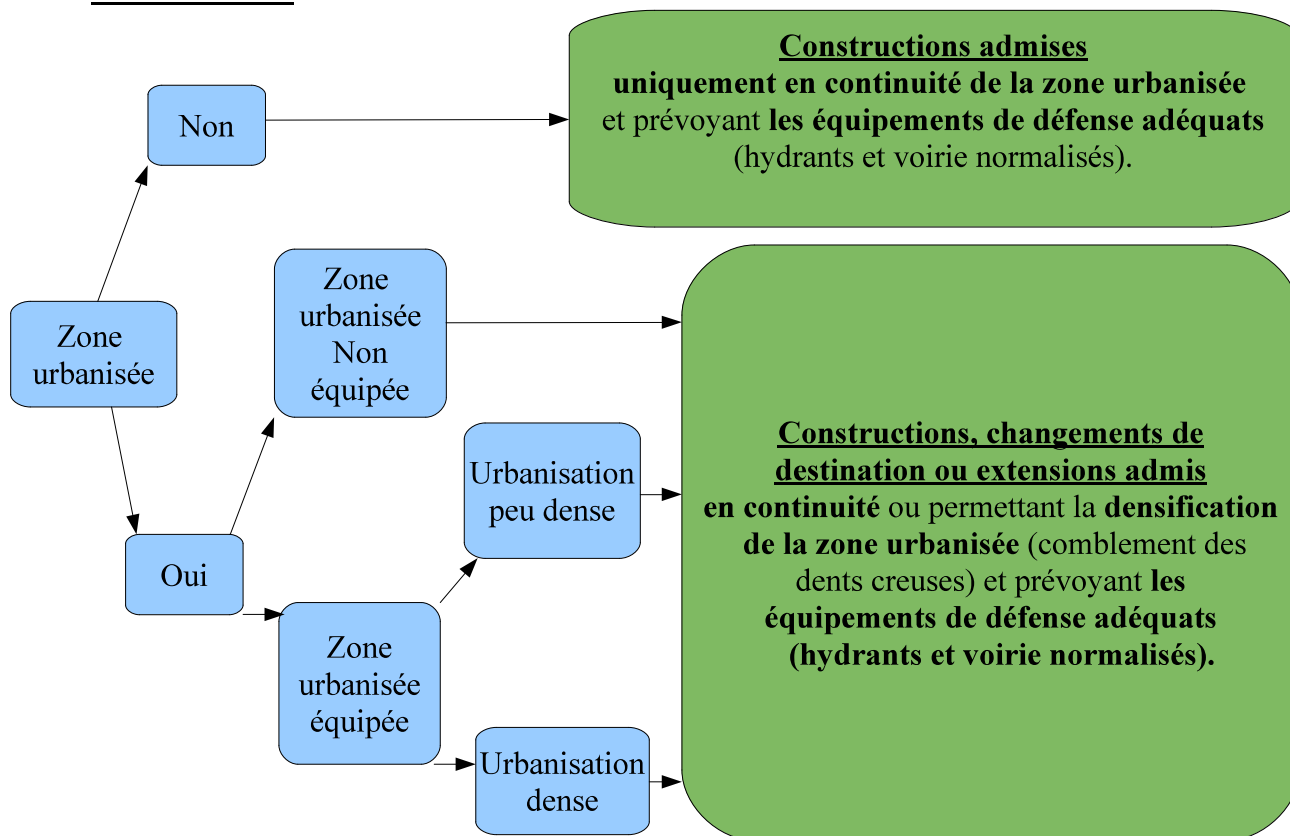 Constructions admises
uniquement en continuité de la zone urbanisée
et prévoyant les équipements de défense adéquats
(hydrants et voirie normalisés).
Non
Zone
urbanisée
Non
équipée
Zone
urbanisée
Urbanisation
peu dense
Constructions, changements de
destination ou extensions admis
en continuité ou permettant la densification
de la zone urbanisée (comblement des
dents creuses) et prévoyant les
équipements de défense adéquats
(hydrants et voirie normalisés).
Oui
Zone
urbanisée
équipée
Urbanisation
dense